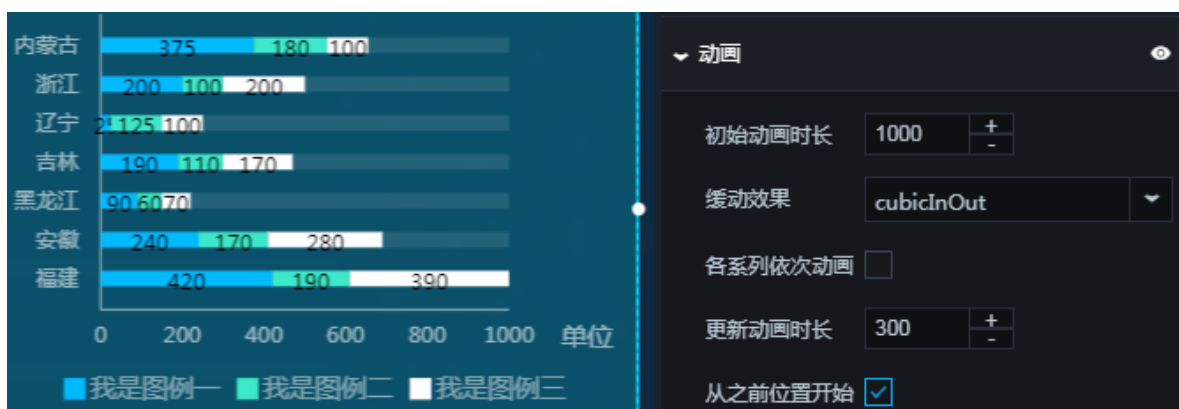 内蒙古 375 180 100
浙江 200 100 200
辽宁 125 100
吉林 190 110 170
黑龙江 90 60 70
安徽 240 170 280
福建 420 190 390
0 200 400 600 800 1000 单位
我是图例一 我是图例二 我是图例三
动画
初始动画时长 1000 + -
缓动效果 cubicInOut
各系列依次动画
更新动画时长 300 + -
从之前位置开始